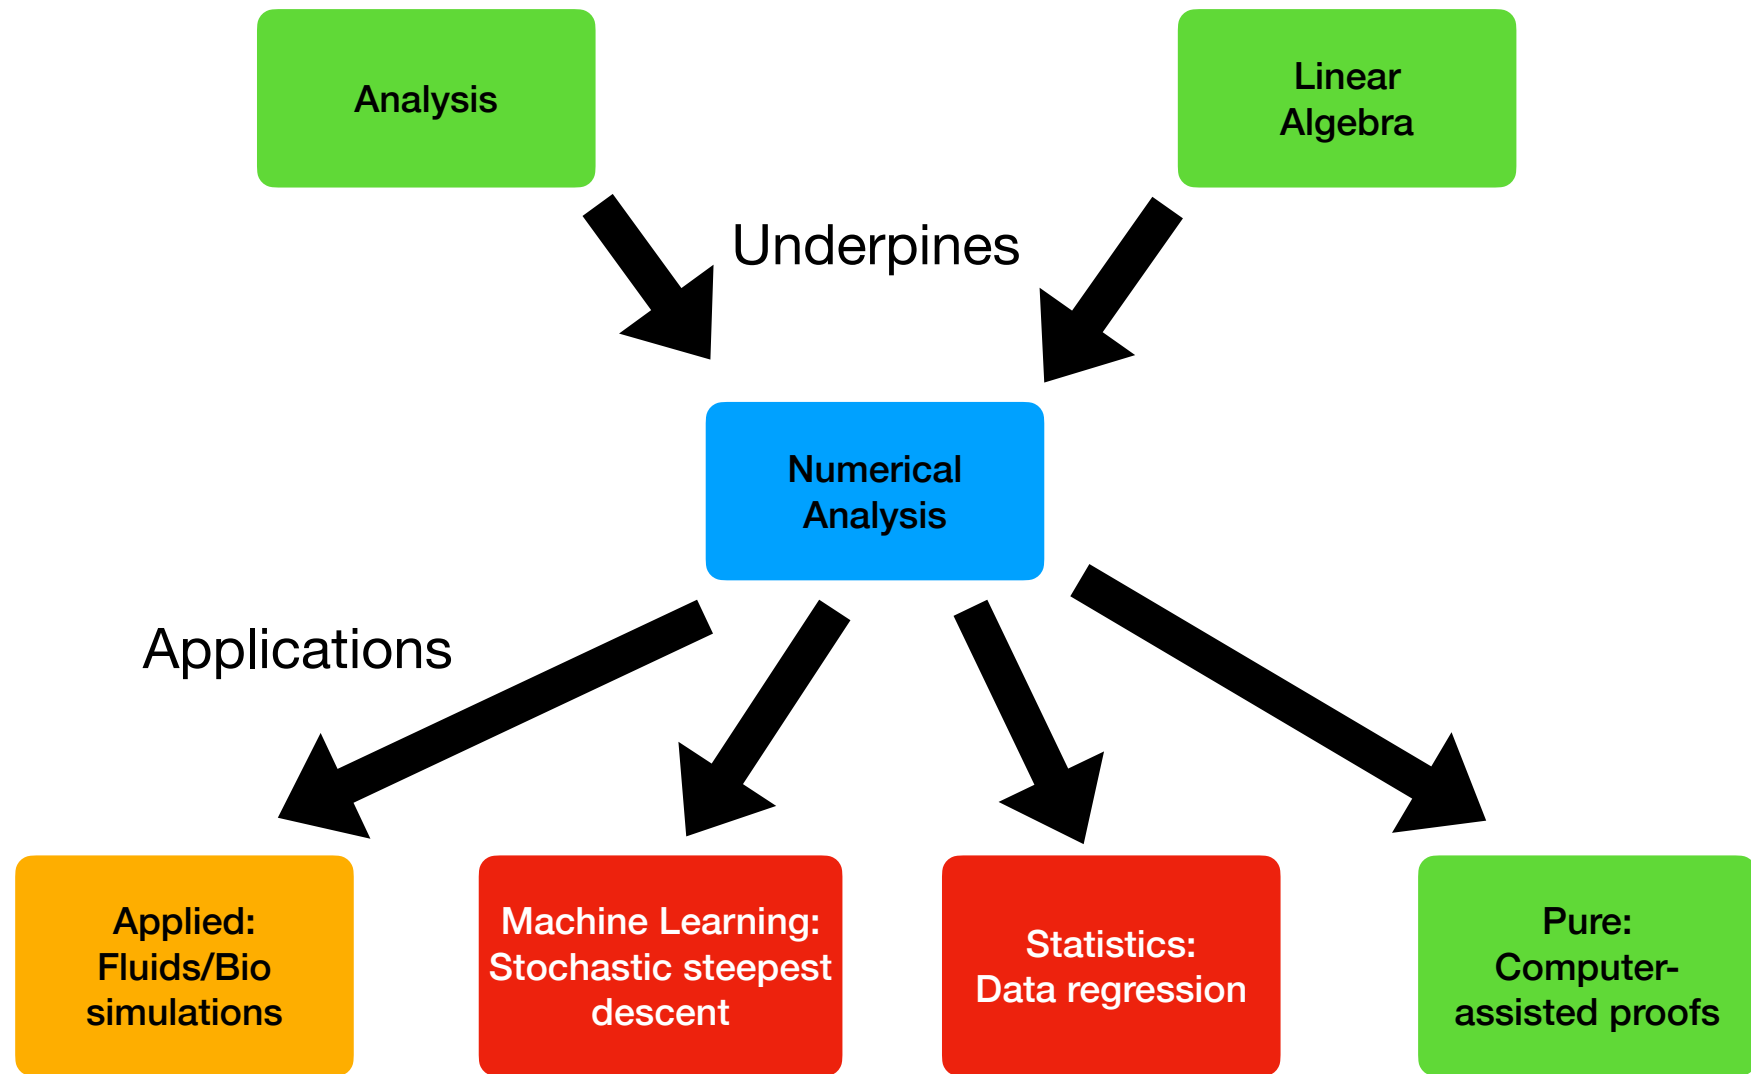 Analysis
Linear
Algebra
Underpines
Numerical
Analysis
Applications
Applied:
Fluids/Bio
simulations
Machine Learning:
Stochastic steepest
descent
Statistics:
Data regression
Pure:
Computer-
assisted proofs